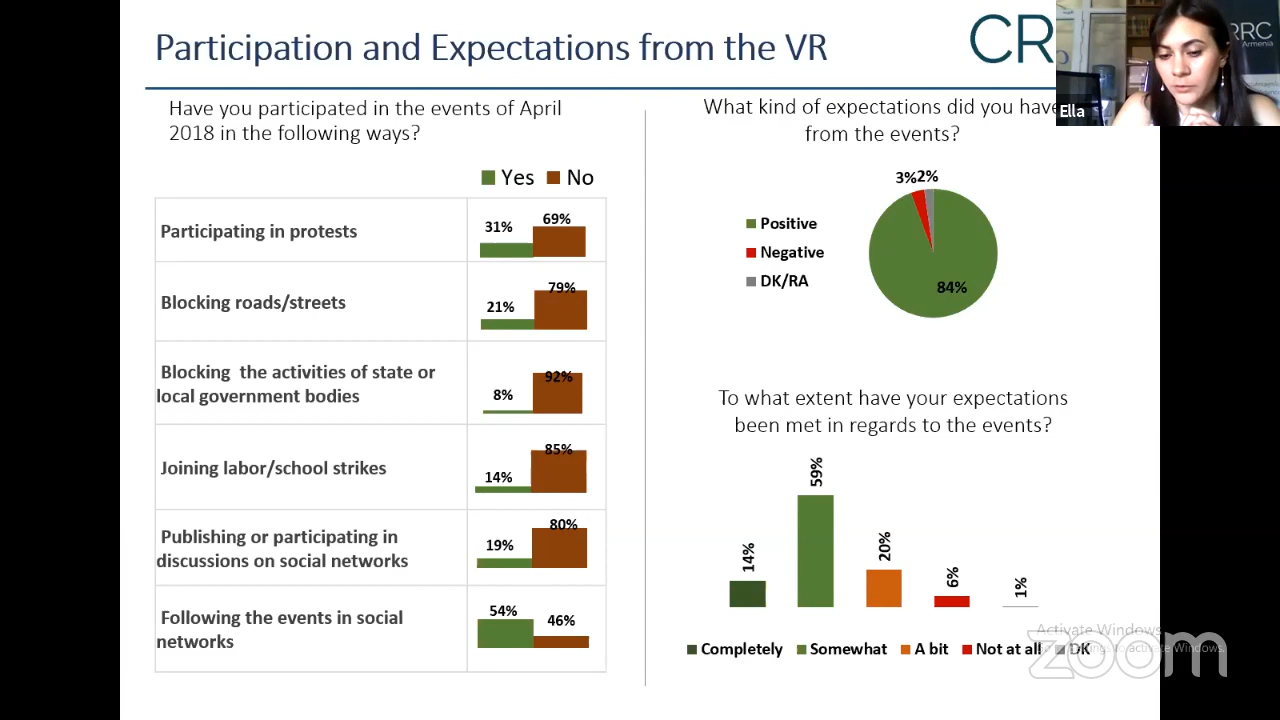 Participation and Expectations from the VR
CR
RRC
Armenia
Ella
Have you participated in the events of April
2018 in the following ways?
Yes No
Participating in protests
31% 69%
Blocking roads/streets
21% 79%
Blocking the activities of state or
local government bodies
8% 92%
Joining labor/school strikes
14% 85%
Publishing or participating in
discussions on social networks
19% 80%
Following the events in social
networks
54% 46%
What kind of expectations did you have
from the events?
3% 2%
Positive
Negative
DK/RA
84%
To what extent have your expectations
been met in regards to the events?
14% 59% 20% 6% 1%
Completely Somewhat A bit Not at all DK
Activate Windows
to activate Windows.
zoom